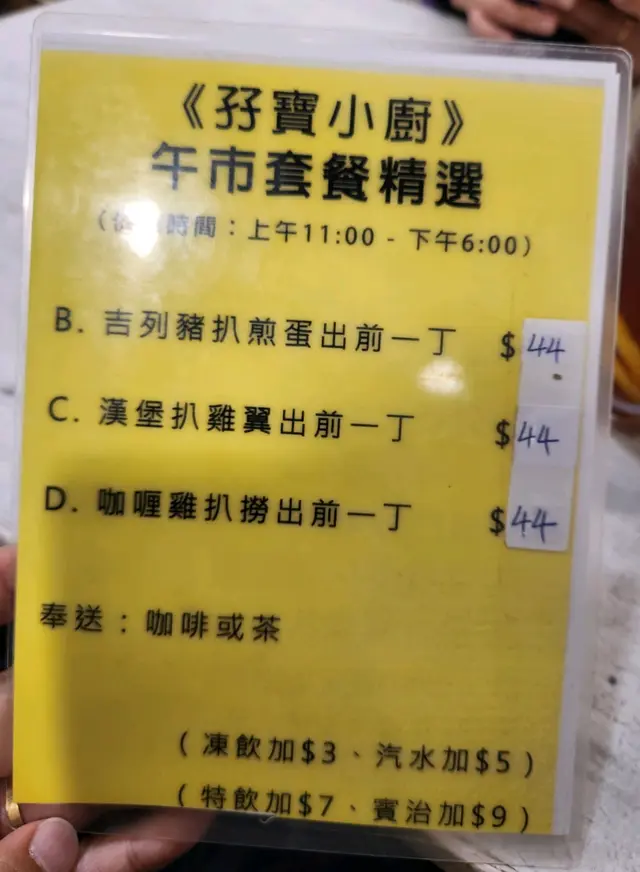 《孖寶小廚》
午市套餐精選
(供應時間：上午11:00 - 下午6:00)
B. 吉列豬扒煎蛋出前一丁 $44
C. 漢堡扒雞翼出前一丁 $44
D. 咖喱雞扒撈出前一丁 $44
奉送：咖啡或茶
(凍飲加$3、汽水加$5)
(特飲加$7、賓治加$9)